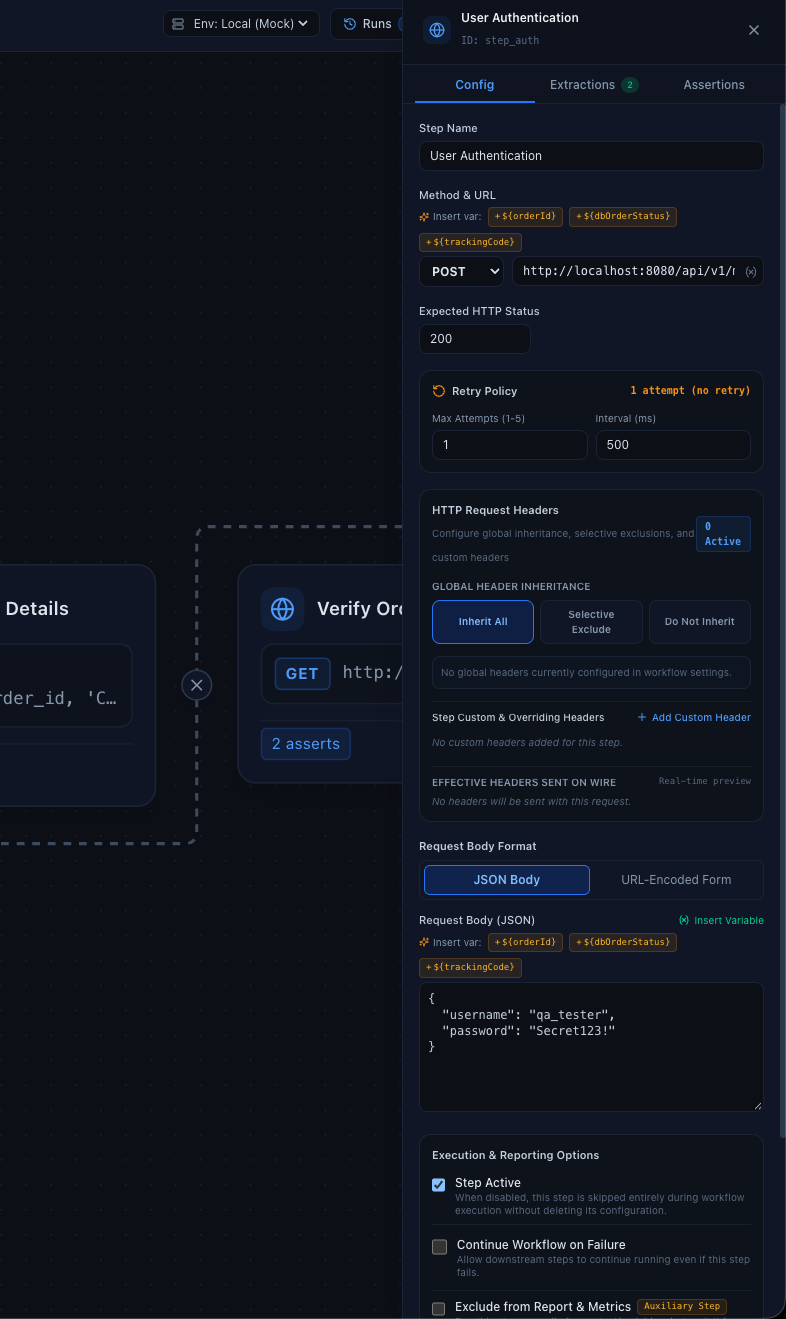 Env: Local (Mock)
Runs
User Authentication
ID: step_auth
Config
Extractions 2
Assertions
Step Name
User Authentication
Method & URL
Insert var: +${orderId} +${dbOrderStatus}
+${trackingCode}
POST http://localhost:8080/api/v1/ (x)
Expected HTTP Status
200
Retry Policy 1 attempt (no retry)
Max Attempts (1-5) Interval (ms)
1 500
HTTP Request Headers
Configure global inheritance, selective exclusions, and
custom headers
0
Active
GLOBAL HEADER INHERITANCE
Inherit All
Selective
Exclude
Do Not Inherit
No global headers currently configured in workflow settings.
Step Custom & Overriding Headers + Add Custom Header
No custom headers added for this step.
EFFECTIVE HEADERS SENT ON WIRE Real-time preview
No headers will be sent with this request.
Request Body Format
JSON Body URL-Encoded Form
Request Body (JSON) (x) Insert Variable
Insert var: +${orderId} +${dbOrderStatus}
+${trackingCode}
{
"username": "qa_tester",
"password": "Secret123!"
}
Execution & Reporting Options
Step Active
When disabled, this step is skipped entirely during workflow
execution without deleting its configuration.
Continue Workflow on Failure
Allow downstream steps to continue running even if this step
fails.
Exclude from Report & Metrics Auxiliary Step
Details
rder_id, 'C…
Verify Ord
GET http:/
2 asserts